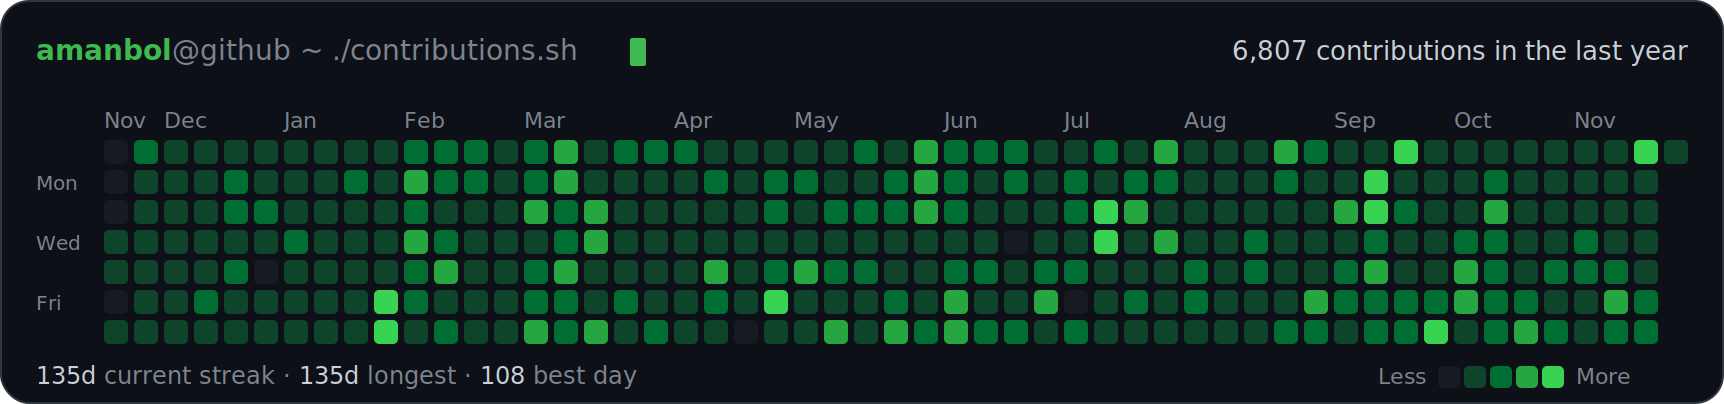 amanbol@github ~ ./contributions.sh
6,807 contributions in the last year
Nov Dec Jan Feb Mar Apr May Jun Jul Aug Sep Oct Nov
Mon
Wed
Fri
135d current streak · 135d longest · 108 best day
Less More